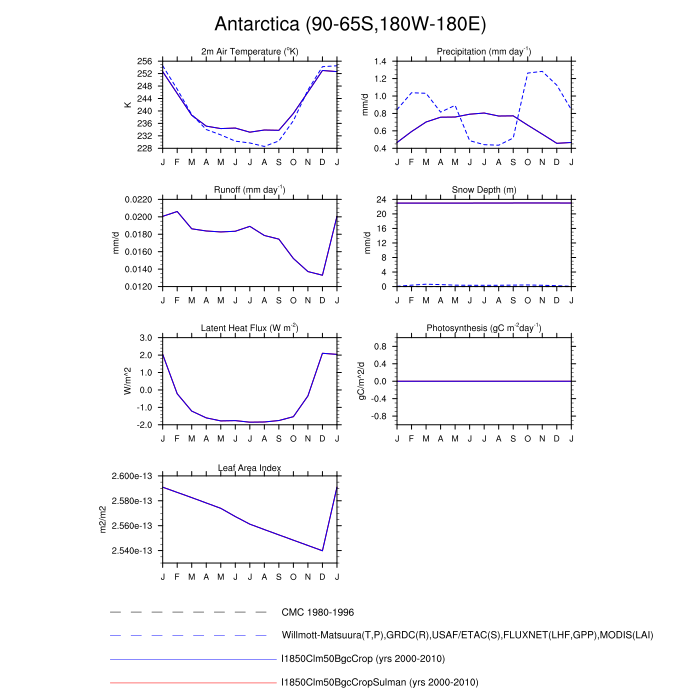 Antarctica (90-65S,180W-180E)
2m Air Temperature (°K)
K
256
252
248
244
240
236
232
228
J F M A M J J A S O N D J
Precipitation (mm day⁻¹)
mm/d
1.4
1.2
1.0
0.8
0.6
0.4
J F M A M J J A S O N D J
Runoff (mm day⁻¹)
mm/d
0.0220
0.0200
0.0180
0.0160
0.0140
0.0120
J F M A M J J A S O N D J
Snow Depth (m)
mm/d
24
20
16
12
8
4
0
J F M A M J J A S O N D J
Latent Heat Flux (W m⁻²)
W/m^2
3.0
2.0
1.0
0.0
-1.0
-2.0
J F M A M J J A S O N D J
Photosynthesis (gC m⁻²day⁻¹)
gC/m^2/d
0.8
0.4
0.0
-0.4
-0.8
J F M A M J J A S O N D J
Leaf Area Index
m2/m2
2.600e-13
2.580e-13
2.560e-13
2.540e-13
J F M A M J J A S O N D J
CMC 1980-1996
Willmott-Matsuura(T,P),GRDC(R),USAF/ETAC(S),FLUXNET(LHF,GPP),MODIS(LAI)
I1850Clm50BgcCrop (yrs 2000-2010)
I1850Clm50BgcCropSulman (yrs 2000-2010)